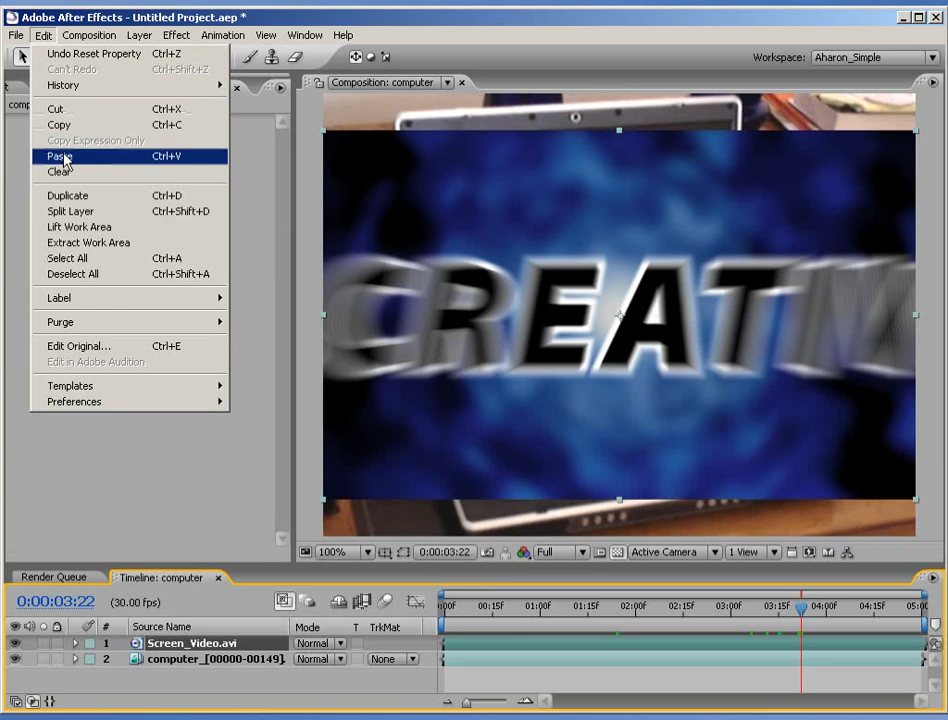 Adobe After Effects - Untitled Project.aep *
File Edit Composition Layer Effect Animation View Window Help
Workspace: Aharon_Simple
Undo Reset Property Ctrl+Z
Can't Redo Ctrl+Shift+Z
History
Cut Ctrl+X
Copy Ctrl+C
Copy Expression Only
Paste Ctrl+V
Clear
Duplicate Ctrl+D
Split Layer Ctrl+Shift+D
Lift Work Area
Extract Work Area
Select All Ctrl+A
Deselect All Ctrl+Shift+A
Label
Purge
Edit Original... Ctrl+E
Edit in Adobe Audition
Templates
Preferences
t
comp
Composition: computer
CREATIV
100% 0:00:03:22 Full Active Camera 1 View
Render Queue Timeline: computer
0:00:03:22 (30.00 fps)
:00f 00:15f 01:00f 01:15f 02:00f 02:15f 03:00f 03:15f 04:00f 04:15f 05:00
# Source Name Mode T TrkMat
1 Screen_Video.avi Normal
2 computer_[00000-00149]. Normal None